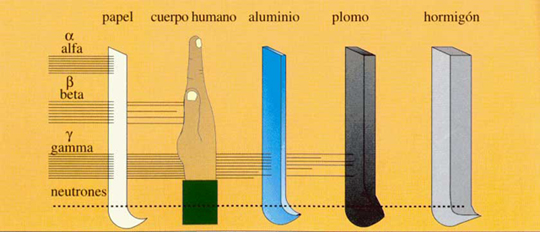 papel cuerpo humano aluminio plomo hormigón
α
alfa
β
beta
γ
gamma
neutrones